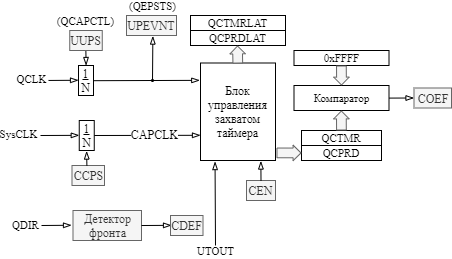 (QCAPCTL)
(QEPSTS)
UUPS
UPEVNT
QCTMRLAT
QCPRDLAT
QCLK
1
N
0xFFFF
Блок
управления
захватом
таймера
Компаратор
COEF
SysCLK
1
N
CAPCLK
QCTMR
QCPRD
CCPS
CEN
QDIR
Детектор
фронта
CDEF
UTOUT